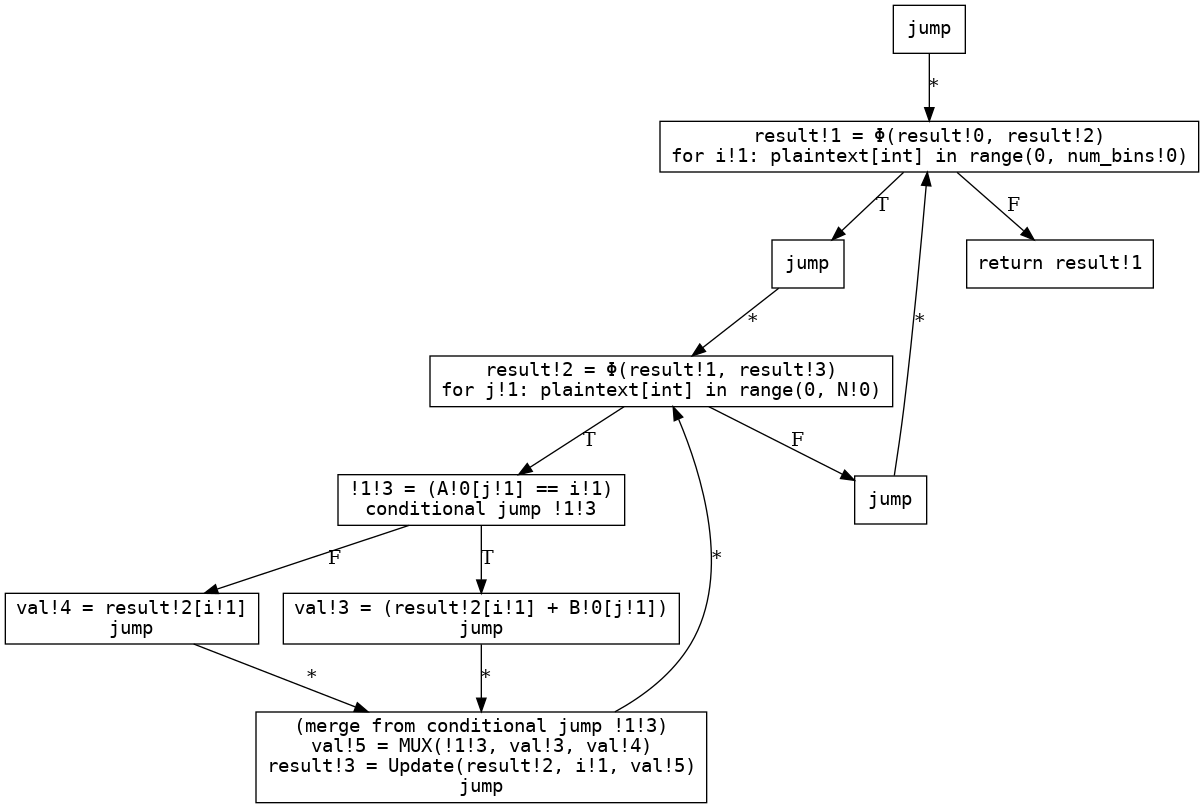 jump
*
result!1 = Φ(result!0, result!2)
for i!1: plaintext[int] in range(0, num_bins!0)
T
F
jump
return result!1
*
*
result!2 = Φ(result!1, result!3)
for j!1: plaintext[int] in range(0, N!0)
T
F
!1!3 = (A!0[j!1] == i!1)
conditional jump !1!3
jump
F
T
*
val!4 = result!2[i!1]
jump
val!3 = (result!2[i!1] + B!0[j!1])
jump
*
*
(merge from conditional jump !1!3)
val!5 = MUX(!1!3, val!3, val!4)
result!3 = Update(result!2, i!1, val!5)
jump